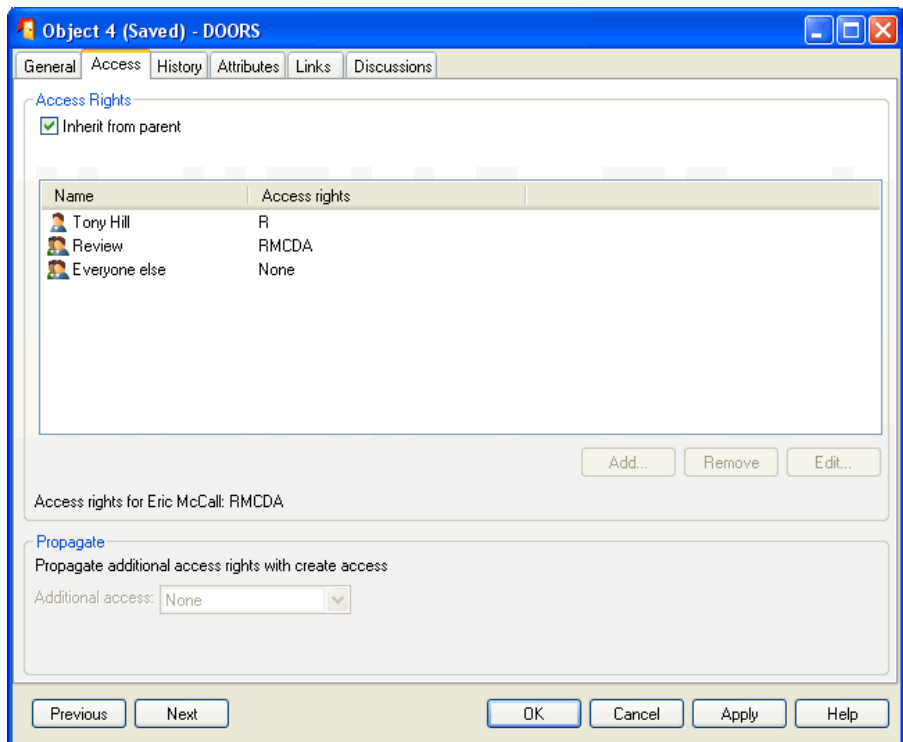 Object 4 (Saved) - DOORS
General Access History Attributes Links Discussions
Access Rights
Inherit from parent
Name Access rights
Tony Hill R
Review RMCDA
Everyone else None
Add... Remove Edit...
Access rights for Eric McCall: RMCDA
Propagate
Propagate additional access rights with create access
Additional access: None
Previous Next OK Cancel Apply Help